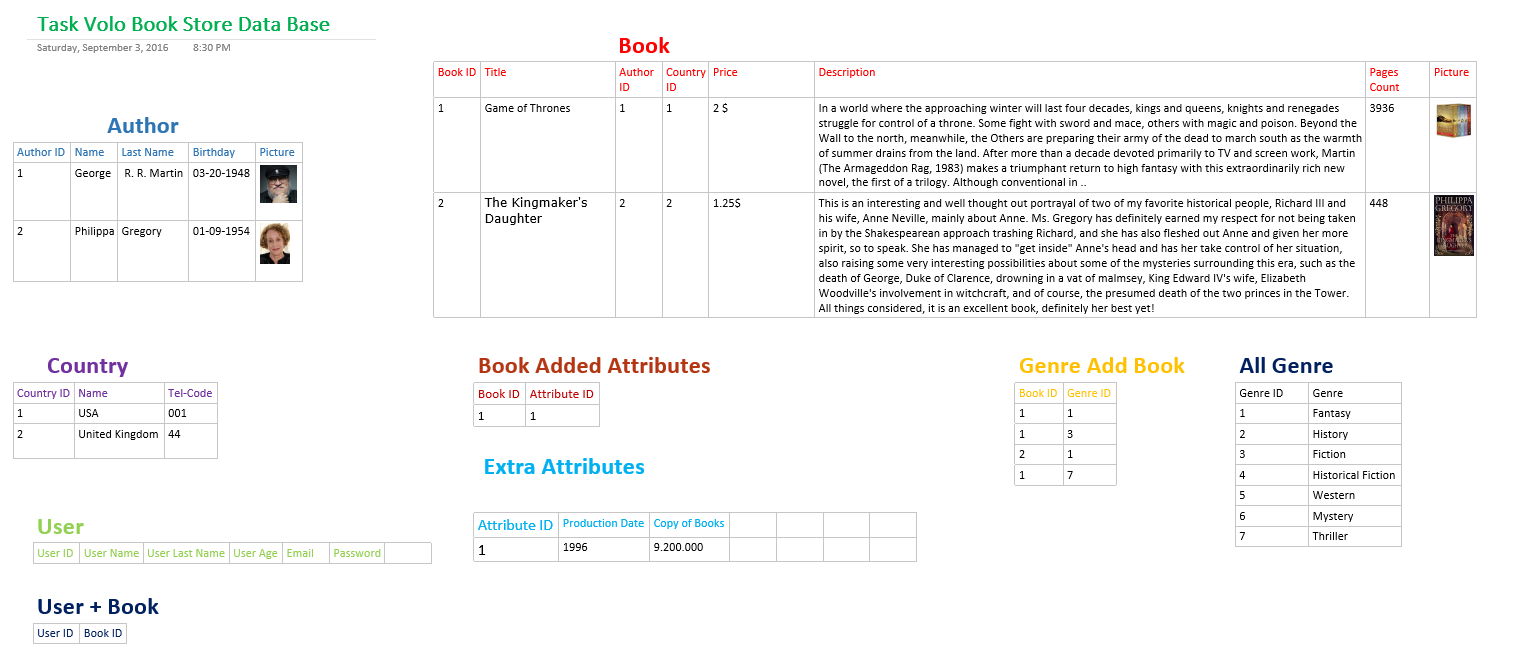 Task Volo Book Store Data Base
Saturday, September 3, 2016 8:30 PM
Author
Author ID Name Last Name Birthday Picture
1 George R. R. Martin 03-20-1948
2 Philippa Gregory 01-09-1954
Book
Book ID Title Author ID Country ID Price Description Pages Count Picture
1 Game of Thrones 1 1 2 $
In a world where the approaching winter will last four decades, kings and queens, knights and renegades
struggle for control of a throne. Some fight with sword and mace, others with magic and poison. Beyond the
Wall to the north, meanwhile, the Others are preparing their army of the dead to march south as the warmth
of summer drains from the land. After more than a decade devoted primarily to TV and screen work, Martin
(The Armageddon Rag, 1983) makes a triumphant return to high fantasy with this extraordinarily rich new
novel, the first of a trilogy. Although conventional in ..
3936
2 The Kingmaker's
Daughter
2 2 1.25$
This is an interesting and well thought out portrayal of two of my favorite historical people, Richard III and
his wife, Anne Neville, mainly about Anne. Ms. Gregory has definitely earned my respect for not being taken
in by the Shakespearean approach trashing Richard, and she has also fleshed out Anne and given her more
spirit, so to speak. She has managed to "get inside" Anne's head and has her take control of her situation,
also raising some very interesting possibilities about some of the mysteries surrounding this era, such as the
death of George, Duke of Clarence, drowning in a vat of malmsey, King Edward IV's wife, Elizabeth
Woodville's involvement in witchcraft, and of course, the presumed death of the two princes in the Tower.
All things considered, it is an excellent book, definitely her best yet!
448
PHILIPPA
GREGORY
Country
Country ID Name Tel-Code
1 USA 001
2 United Kingdom 44
Book Added Attributes
Book ID Attribute ID
1 1
Extra Attributes
Attribute ID Production Date Copy of Books
1 1996 9.200.000
Genre Add Book
Book ID Genre ID
1 1
1 3
2 1
1 7
All Genre
Genre ID Genre
1 Fantasy
2 History
3 Fiction
4 Historical Fiction
5 Western
6 Mystery
7 Thriller
User
User ID User Name User Last Name User Age Email Password
User + Book
User ID Book ID